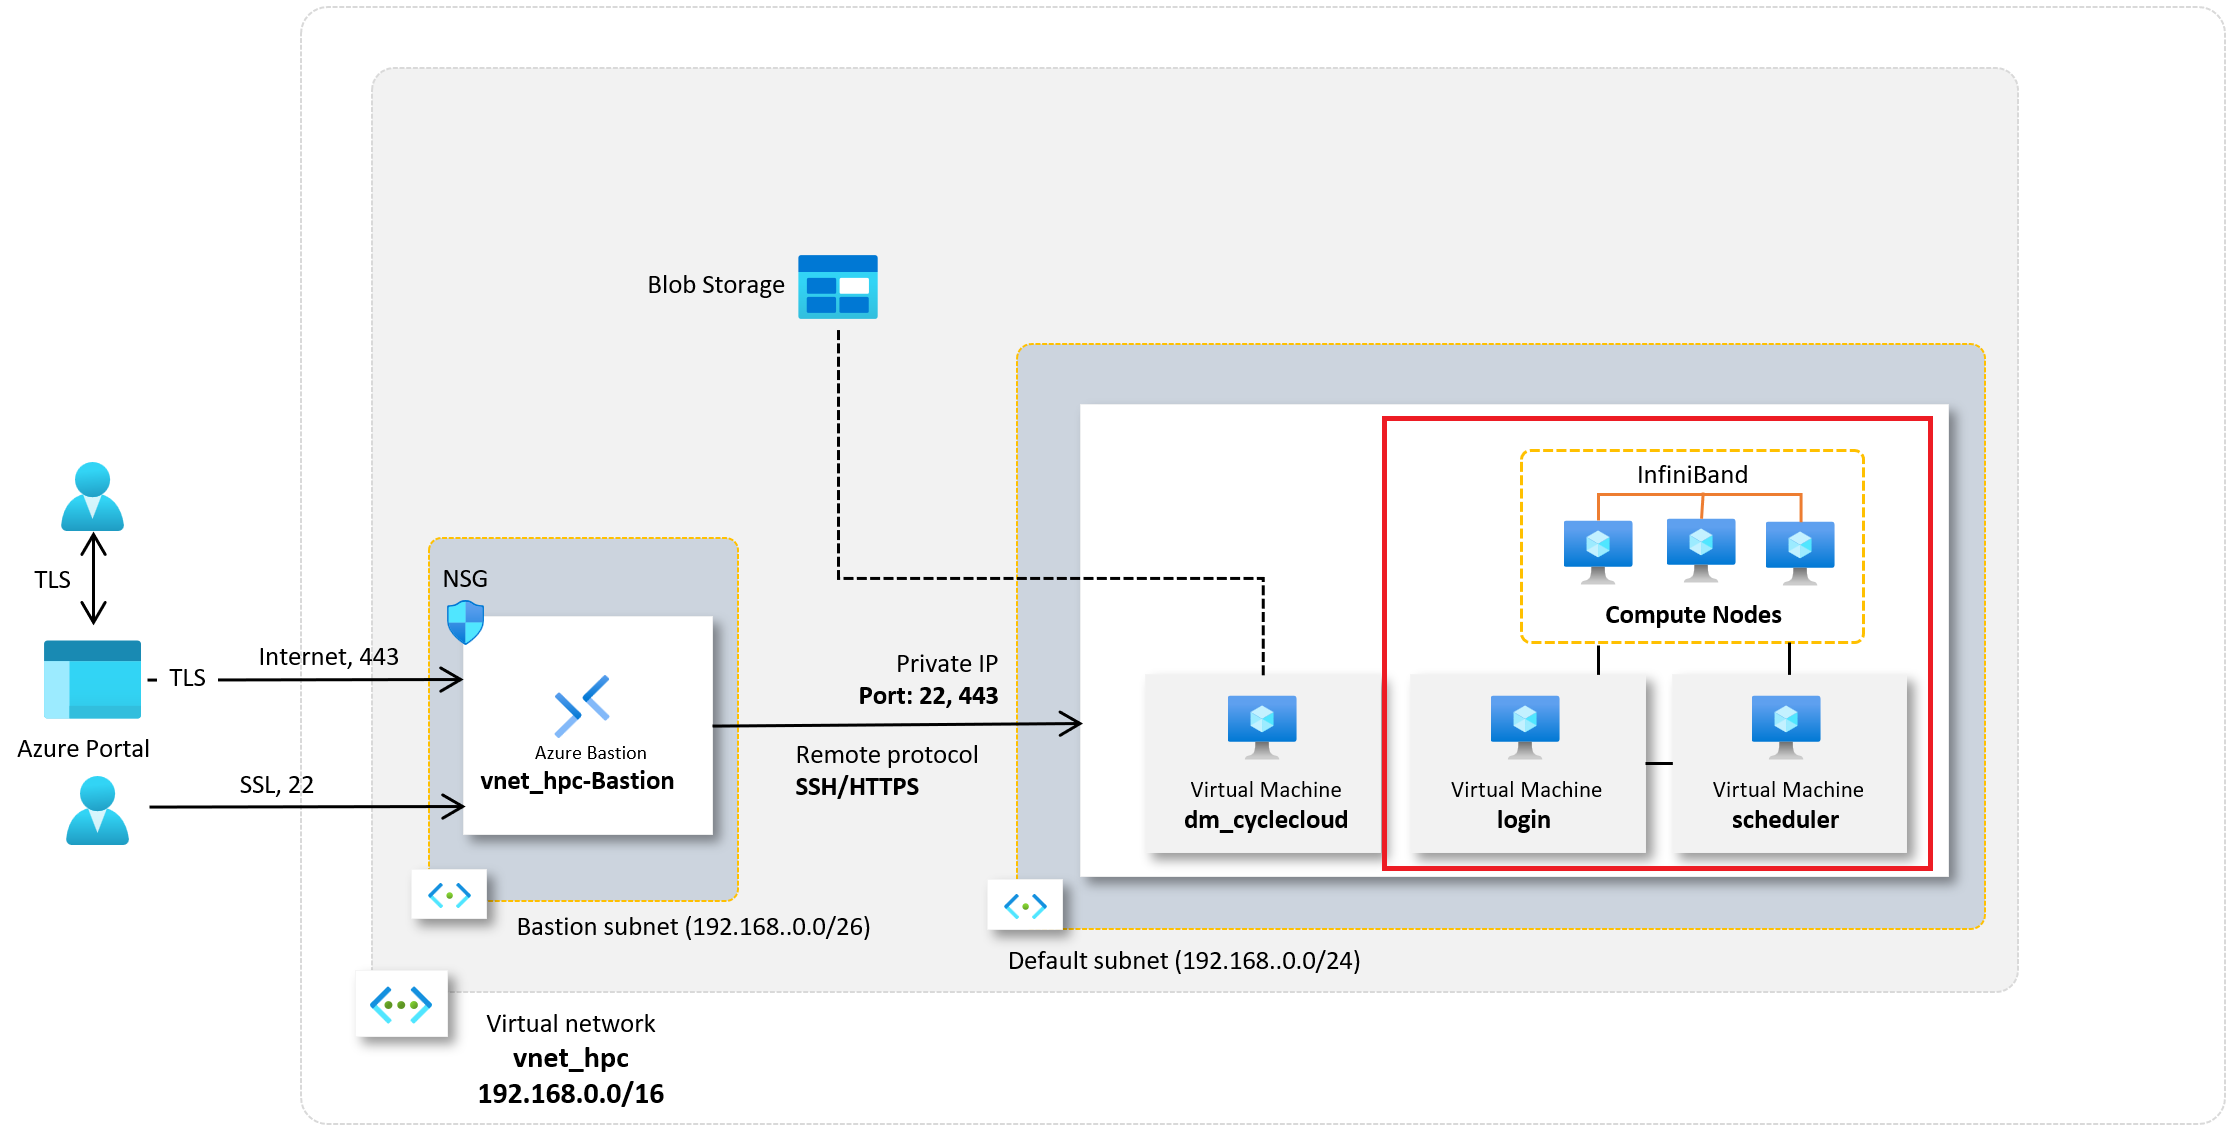 Blob Storage
InfiniBand
Compute Nodes
TLS
NSG
Internet, 443
TLS
Azure Portal
SSL, 22
Azure Bastion
vnet_hpc-Bastion
Private IP
Port: 22, 443
Remote protocol
SSH/HTTPS
Virtual Machine
dm_cyclecloud
Virtual Machine
login
Virtual Machine
scheduler
Bastion subnet (192.168..0.0/26)
Default subnet (192.168..0.0/24)
Virtual network
vnet_hpc
192.168.0.0/16